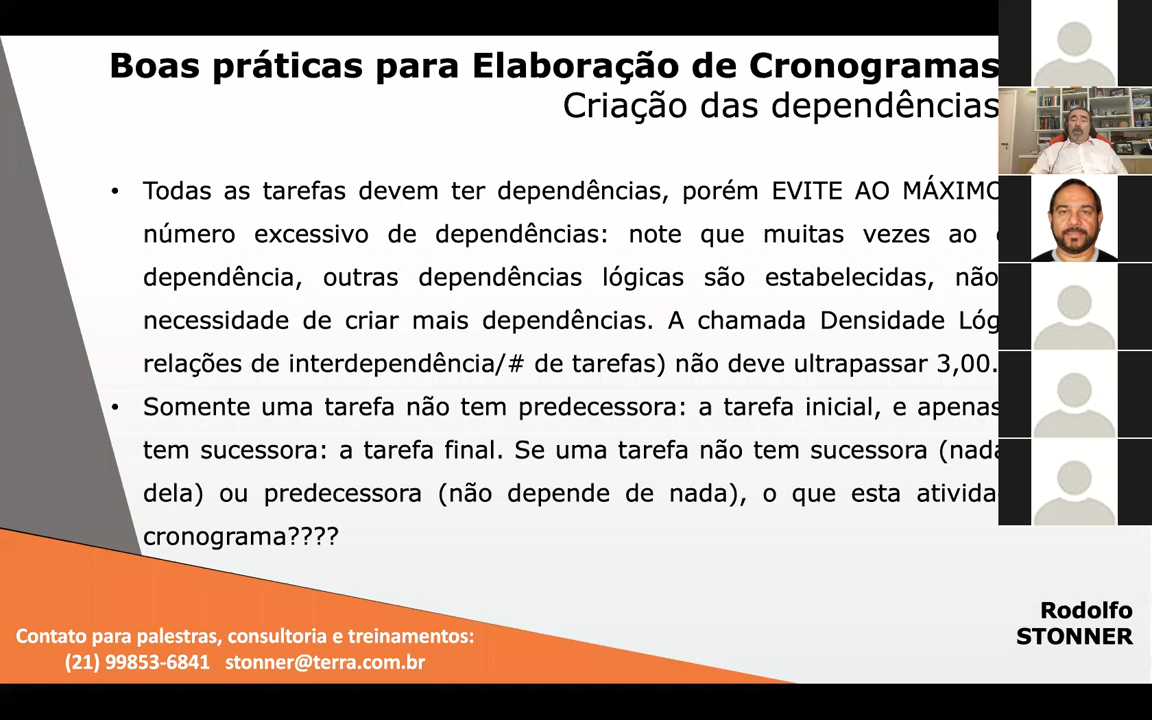 Boas práticas para Elaboração de Cronogramas
Criação das dependências
• Todas as tarefas devem ter dependências, porém EVITE AO MÁXIMO
número excessivo de dependências: note que muitas vezes ao
dependência, outras dependências lógicas são estabelecidas, não
necessidade de criar mais dependências. A chamada Densidade
relações de interdependência/# de tarefas) não deve ultrapassar 3,00.
• Somente uma tarefa não tem predecessora: a tarefa inicial, e apenas
tem sucessora: a tarefa final. Se uma tarefa não tem sucessora
dela) ou predecessora (não depende de nada), o que esta
cronograma????
Rodolfo
STONNER
Contato para palestras, consultoria e treinamentos:
(21) 99853-6841 stonner@terra.com.br